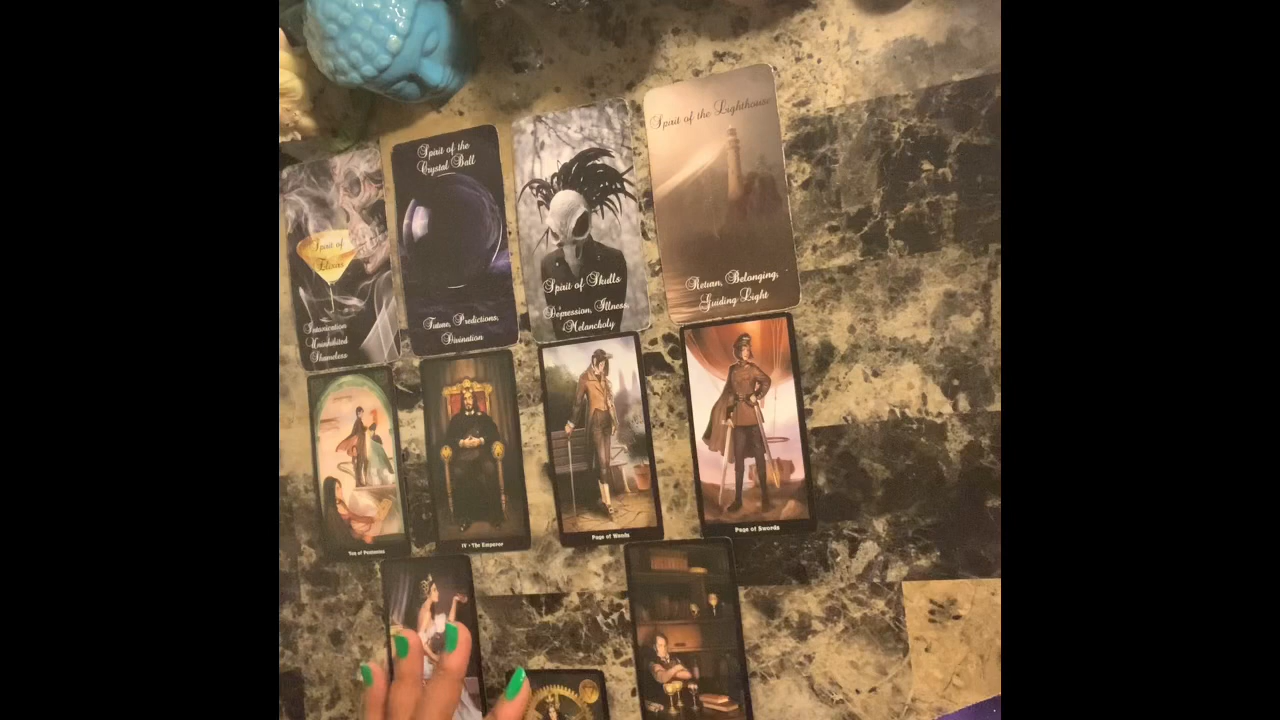 Spirit of
Elixirs
Intoxication
Uninhibited
Shameless
Spirit of the
Crystal Ball
Future, Predictions,
Divination
Spirit of Skulls
Depression, Illness,
Melancholy
Spirit of the Lighthouse
Return, Belonging,
Guiding Light
Ten of Pentacles
IV • The Emperor
Page of Wands
Page of Swords